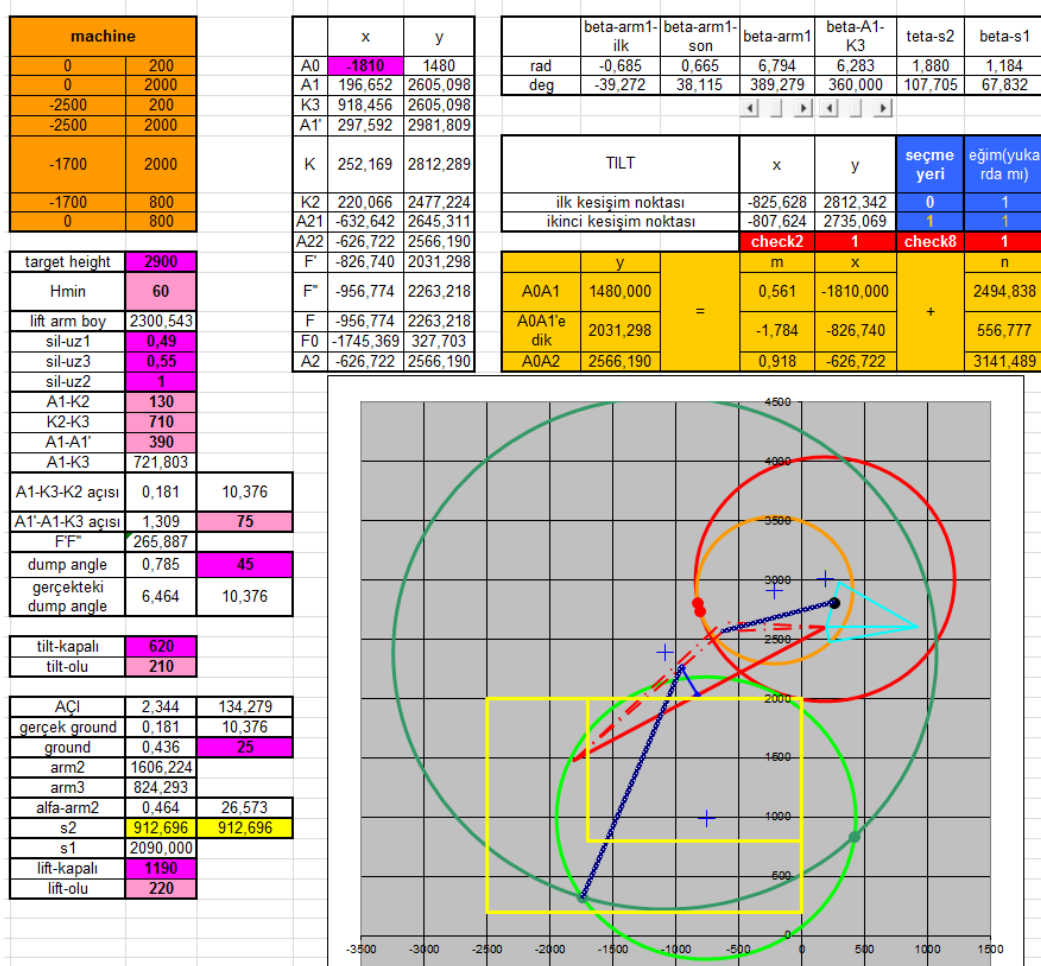 machine
0 200
0 2000
-2500 200
-2500 2000
-1700 2000
-1700 800
0 800
x y
A0 -1810 1480
A1 196,652 2605,098
K3 918,456 2605,098
A1' 297,592 2981,809
K 252,169 2812,289
K2 220,066 2477,224
A21 -632,642 2645,311
A22 -626,722 2566,190
F' -826,740 2031,298
F" -956,774 2263,218
F -956,774 2263,218
F0 -1745,369 327,703
A2 -626,722 2566,190
beta-arm1-ilk beta-arm1-son beta-arm1 beta-A1-K3 teta-s2 beta-s1
rad -0,685 0,665 6,794 6,283 1,880 1,184
deg -39,272 38,115 389,279 360,000 107,705 67,832
TILT x y seçme yeri eğim(yuka rda mı)
ilk kesişim noktası -825,628 2812,342 0 1
ikinci kesişim noktası -807,624 2735,069 1 1
check2 1 check8 1
y m x n
A0A1 1480,000 = 0,561 -1810,000 + 2494,838
A0A1'e dik 2031,298 -1,784 -826,740 556,777
A0A2 2566,190 0,918 -626,722 3141,489
target height 2900
Hmin 60
lift arm boy 2300,543
sil-uz1 0,49
sil-uz3 0,55
sil-uz2 1
A1-K2 130
K2-K3 710
A1-A1' 390
A1-K3 721,803
A1-K3-K2 açısı 0,181 10,376
A1'-A1-K3 açısı 1,309 75
F'F" 265,887
dump angle 0,785 45
gerçekteki dump angle 6,464 10,376
tilt-kapalı 620
tilt-olu 210
AÇI 2,344 134,279
gerçek ground 0,181 10,376
ground 0,436 25
arm2 1606,224
arm3 824,293
alfa-arm2 0,464 26,573
s2 912,696 912,696
s1 2090,000
lift-kapalı 1190
lift-olu 220
4500
4000
3500
3000
2500
2000
1500
1000
500
0
-3500 -3000 -2500 -2000 -1500 -1000 -500 0 500 1000 1500